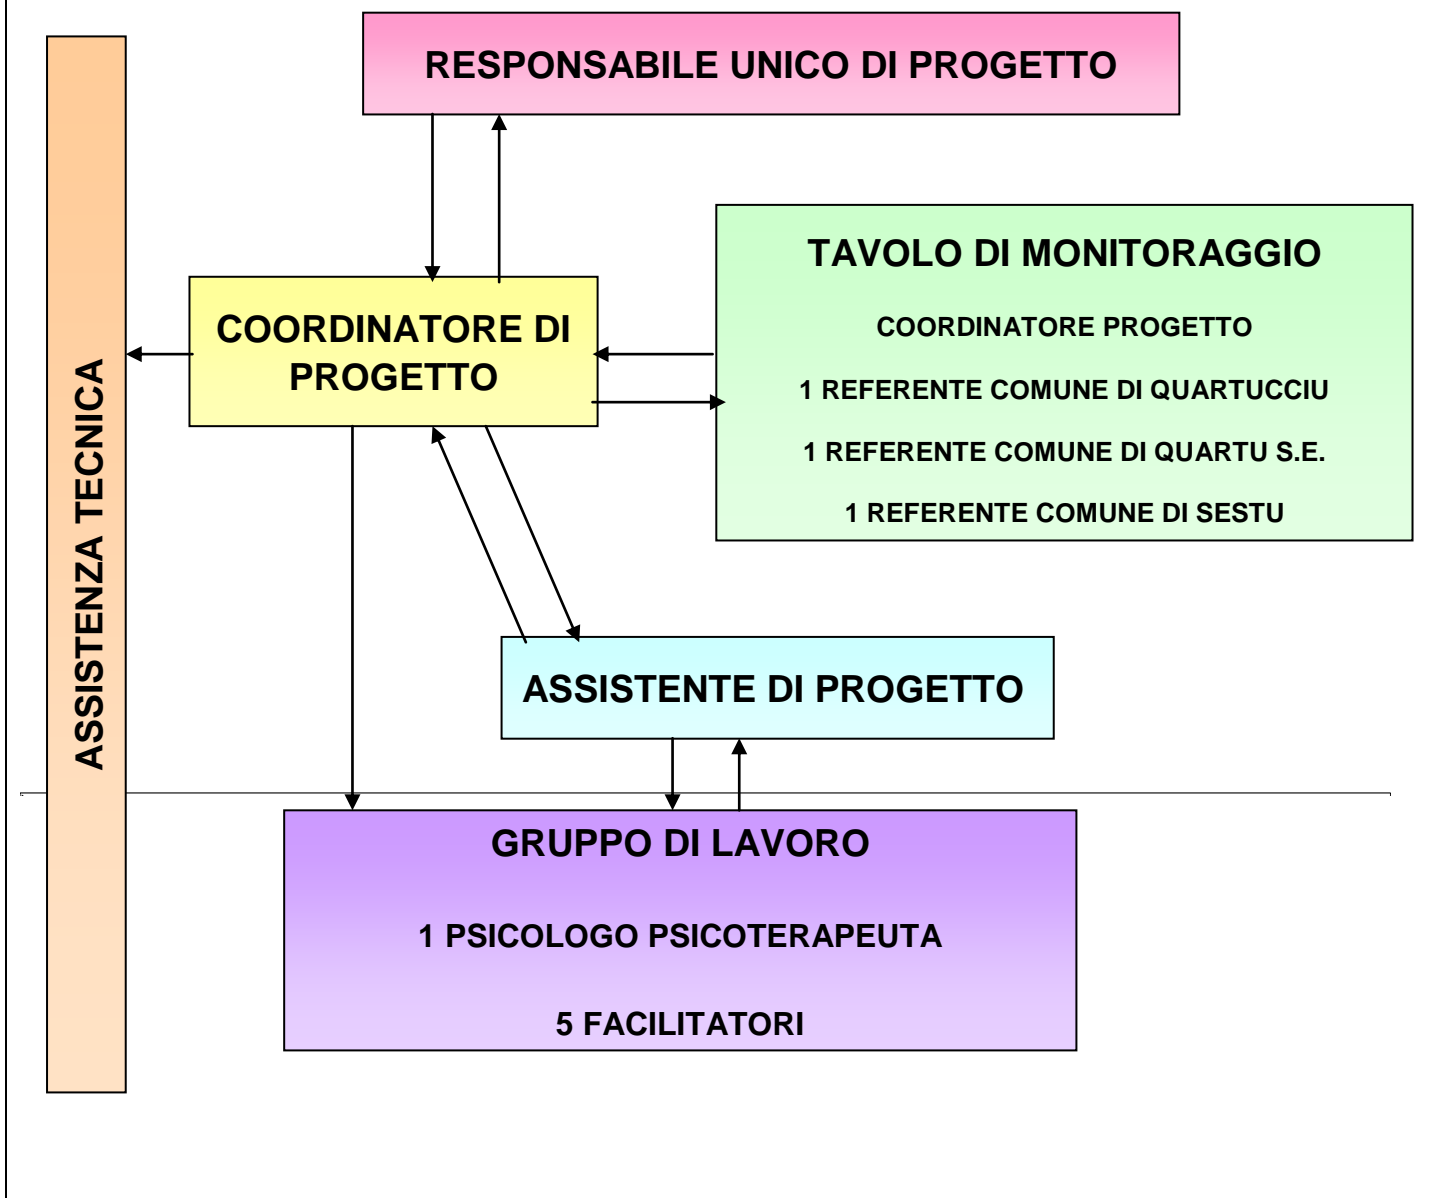 RESPONSABILE UNICO DI PROGETTO
TAVOLO DI MONITORAGGIO
COORDINATORE PROGETTO
1 REFERENTE COMUNE DI QUARTUCCIU
1 REFERENTE COMUNE DI QUARTU S.E.
1 REFERENTE COMUNE DI SESTU
COORDINATORE DI
PROGETTO
ASSISTENZA TECNICA
ASSISTENTE DI PROGETTO
GRUPPO DI LAVORO
1 PSICOLOGO PSICOTERAPEUTA
5 FACILITATORI